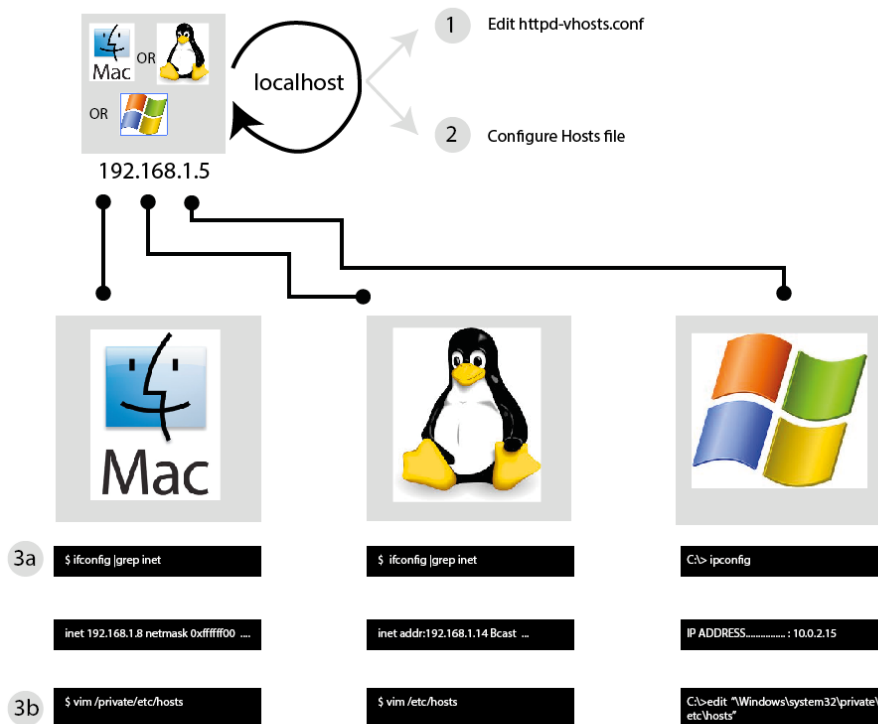 1 Edit httpd-vhosts.conf
Mac OR
localhost
OR
2 Configure Hosts file
192.168.1.5
Mac
3a
$ ifconfig |grep inet
$ ifconfig |grep inet
C:\> ipconfig
inet 192.168.1.8 netmask 0xffffff00 ....
inet addr:192.168.1.14 Bcast ...
IP ADDRESS............... : 10.0.2.15
3b
$ vim /private/etc/hosts
$ vim /etc/hosts
C:\>edit "\Windows\system32\private\
etc\hosts"